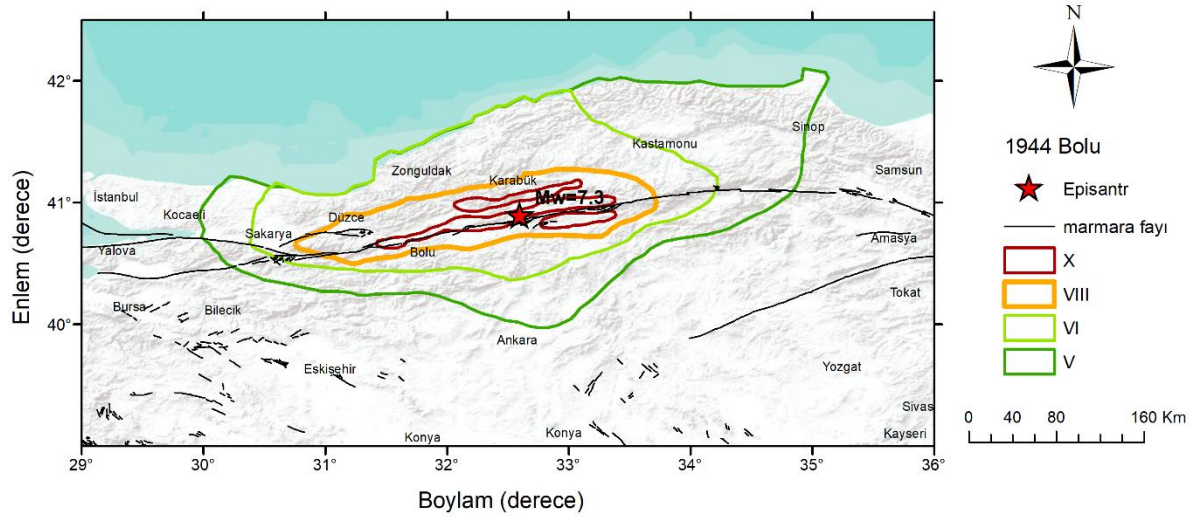 N
42°
41°
40°
Enlem (derece)
Sinop
Kastamonu
Zonguldak
Karabük
Samsun
İstanbul
Kocaeli
Düzce
Mw=7.3
Sakarya
Yalova
Bolu
Amasya
Bursa
Bilecik
Tokat
Ankara
Eskişehir
Yozgat
Sivas
Konya
Konya
Kayseri
29°
30°
31°
32°
33°
34°
35°
36°
Boylam (derece)
1944 Bolu
Episantr
marmara fayı
X
VIII
VI
V
0 40 80 160 Km